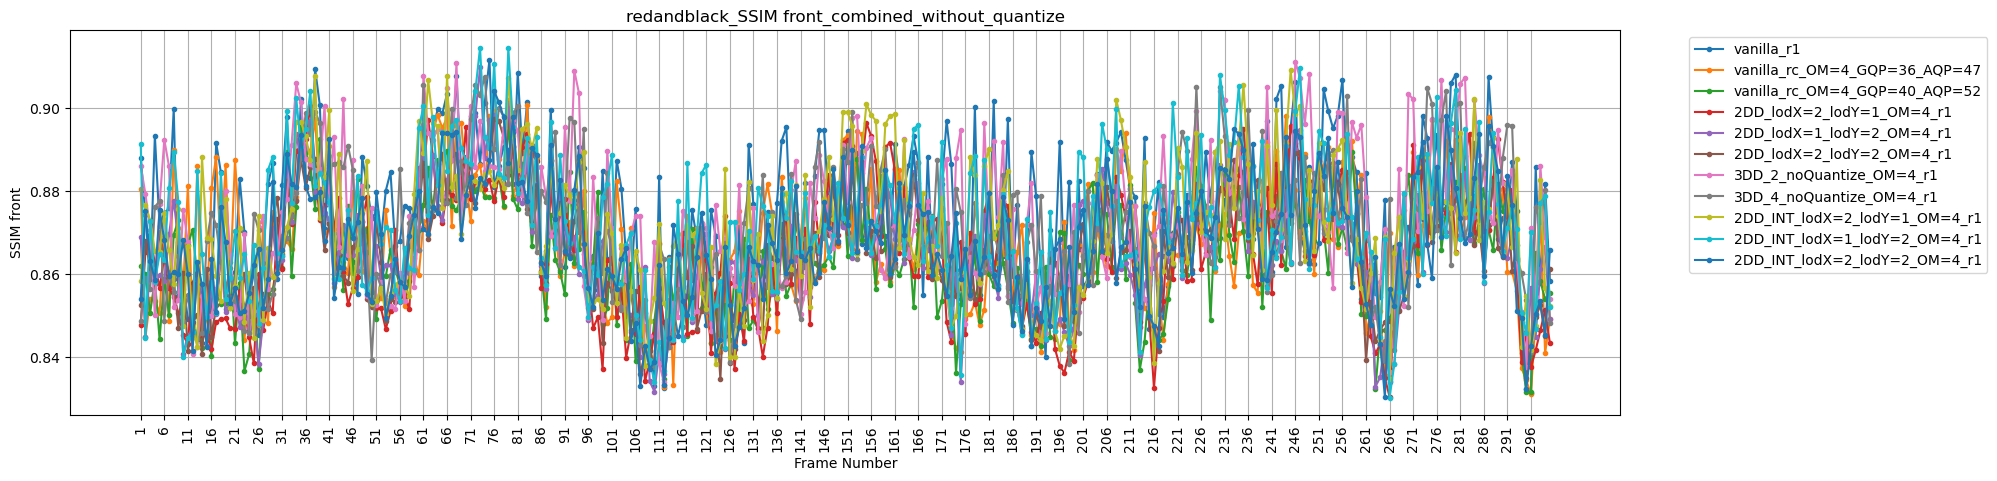 redandblack_SSIM front_combined_without_quantize
SSIM front
0.90
0.88
0.86
0.84
1 6 11 16 21 26 31 36 41 46 51 56 61 66 71 76 81 86 91 96 101 106 111 116 121 126 131 136 141 146 151 156 161 166 171 176 181 186 191 196 201 206 211 216 221 226 231 236 241 246 251 256 261 266 271 276 281 286 291 296
Frame Number
vanilla_r1
vanilla_rc_OM=4_GQP=36_AQP=47
vanilla_rc_OM=4_GQP=40_AQP=52
2DD_lodX=2_lodY=1_OM=4_r1
2DD_lodX=1_lodY=2_OM=4_r1
2DD_lodX=2_lodY=2_OM=4_r1
3DD_2_noQuantize_OM=4_r1
3DD_4_noQuantize_OM=4_r1
2DD_INT_lodX=2_lodY=1_OM=4_r1
2DD_INT_lodX=1_lodY=2_OM=4_r1
2DD_INT_lodX=2_lodY=2_OM=4_r1